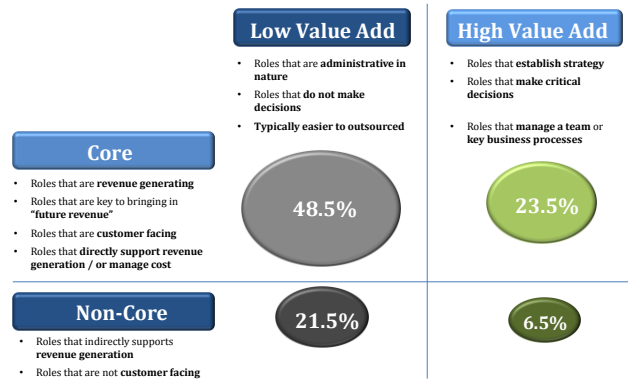 Low Value Add
High Value Add
• Roles that are administrative in
nature
• Roles that do not make
decisions
• Typically easier to outsourced
• Roles that establish strategy
• Roles that make critical
decisions
• Roles that manage a team or
key business processes
Core
• Roles that are revenue generating
• Roles that are key to bringing in
“future revenue”
• Roles that are customer facing
• Roles that directly support revenue
generation / or manage cost
48.5%
23.5%
Non-Core
• Roles that indirectly supports
revenue generation
• Roles that are not customer facing
21.5%
6.5%